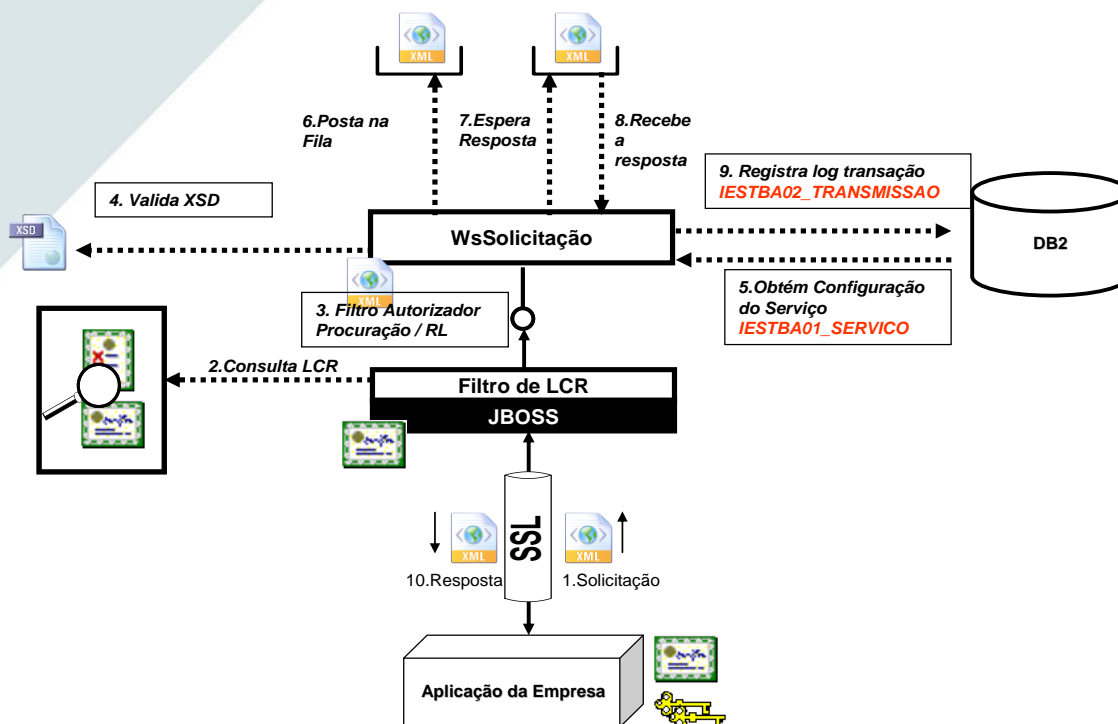 XML
XML
6.Posta na
Fila
7.Espera
Resposta
8.Recebe
a
resposta
9. Registra log transação
IESTBA02_TRANSMISSAO
4. Valida XSD
XSD
WsSolicitação
DB2
XML
3. Filtro Autorizador
Procuração / RL
5.Obtém Configuração
do Serviço
IESTBA01_SERVICO
2.Consulta LCR
Filtro de LCR
JBOSS
SSL
XML
XML
10.Resposta
1.Solicitação
Aplicação da Empresa